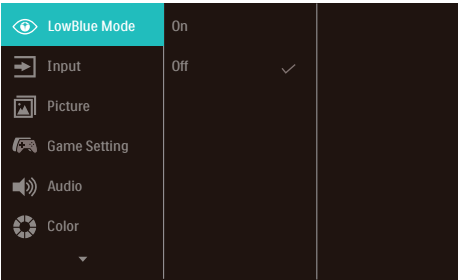 LowBlue Mode
On
Input
Off
Picture
Game Setting
Audio
Color